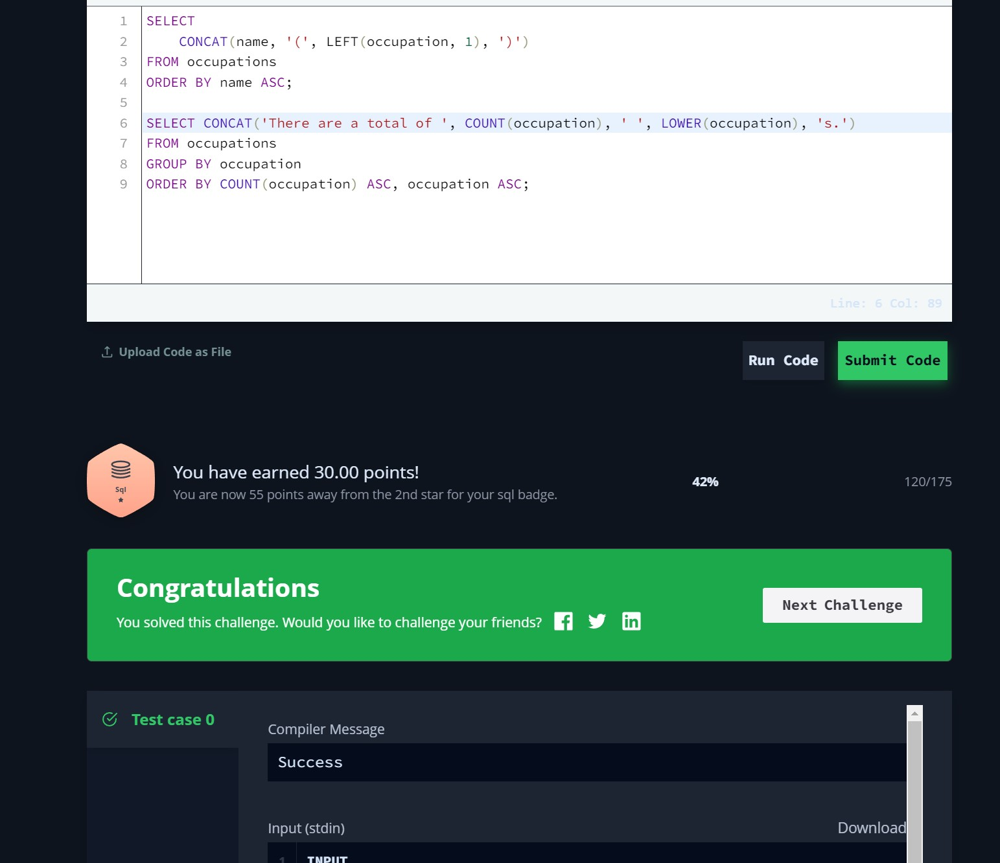 1 SELECT
2 CONCAT(name, '(', LEFT(occupation, 1), ')')
3 FROM occupations
4 ORDER BY name ASC;
5
6 SELECT CONCAT('There are a total of ', COUNT(occupation), ' ', LOWER(occupation), 's.')
7 FROM occupations
8 GROUP BY occupation
9 ORDER BY COUNT(occupation) ASC, occupation ASC;
Line: 6 Col: 89
Upload Code as File
Run Code
Submit Code
Sql
You have earned 30.00 points!
You are now 55 points away from the 2nd star for your sql badge.
42%
120/175
Congratulations
You solved this challenge. Would you like to challenge your friends?
Next Challenge
Test case 0
Compiler Message
Success
Input (stdin)
Download
1 INPUT